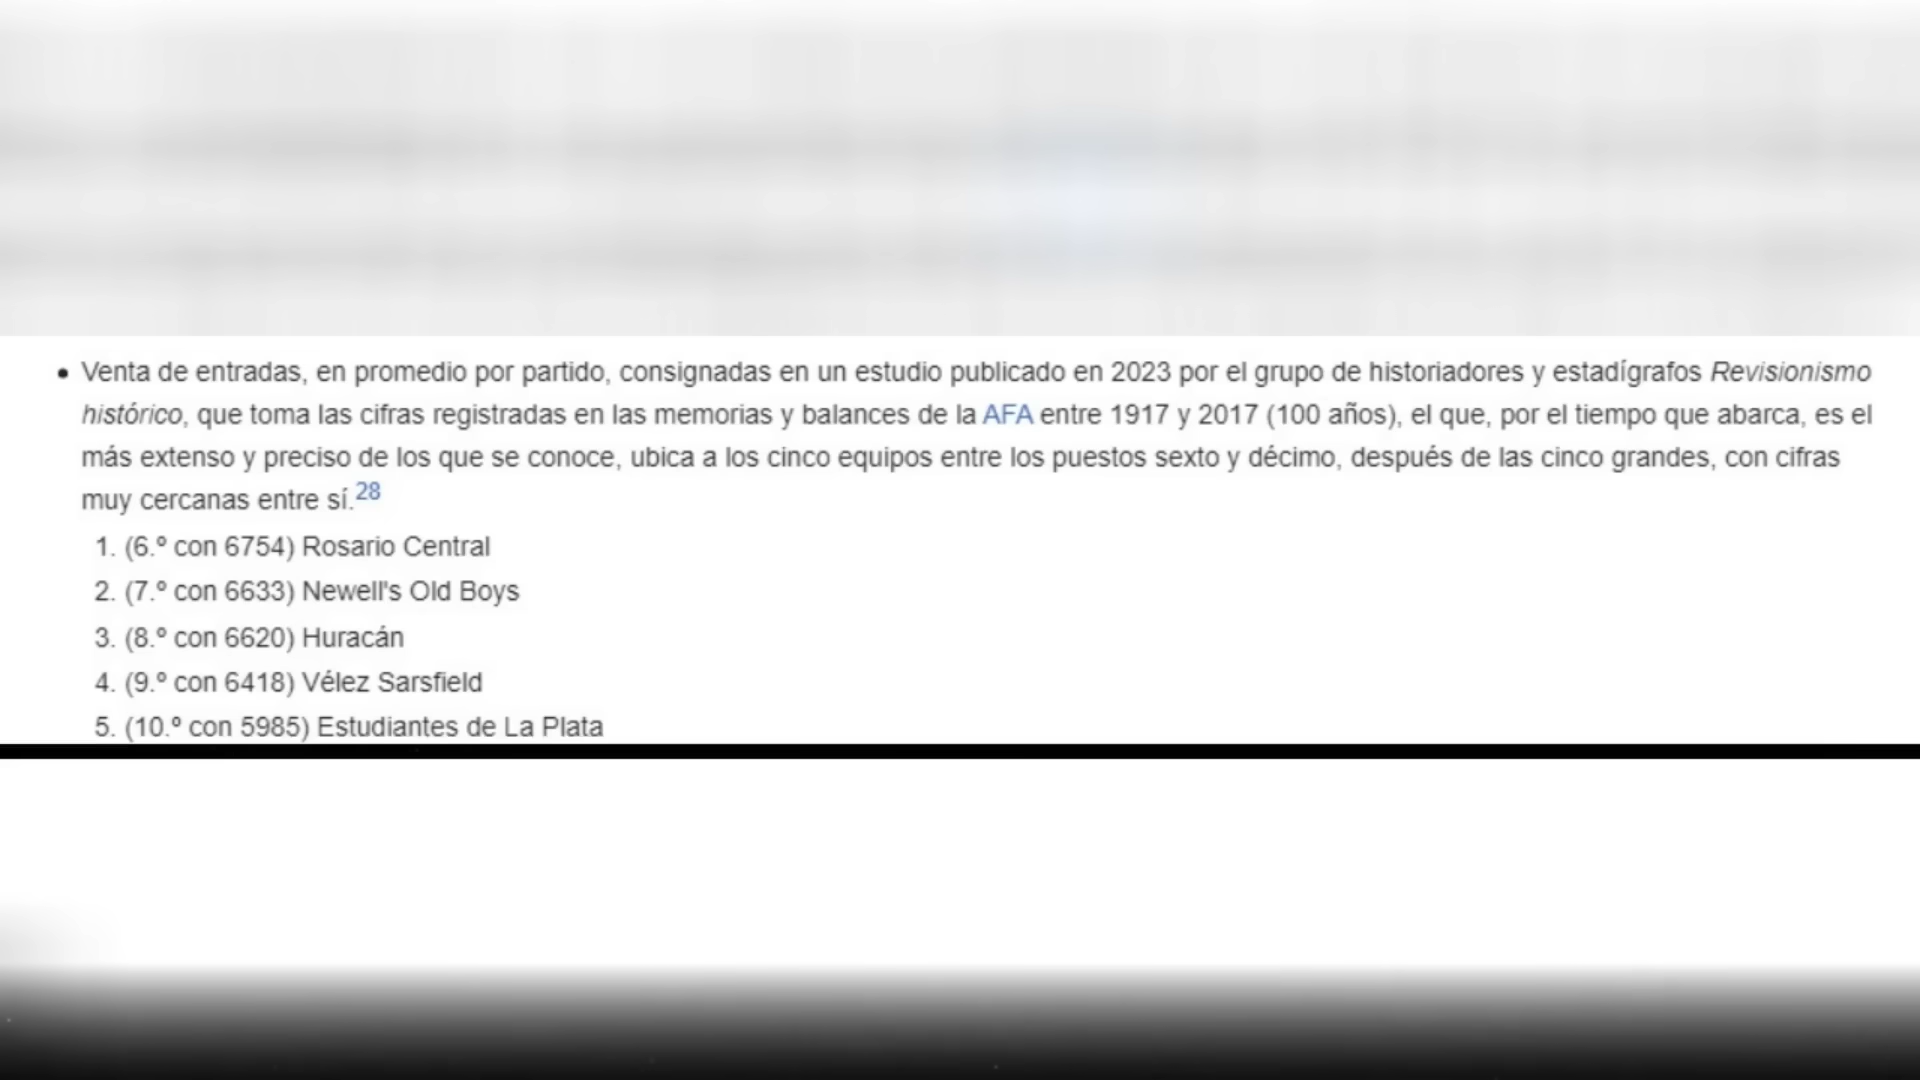 • Venta de entradas, en promedio por partido, consignadas en un estudio publicado en 2023 por el grupo de historiadores y estadígrafos Revisionismo
histórico, que toma las cifras registradas en las memorias y balances de la AFA entre 1917 y 2017 (100 años), el que, por el tiempo que abarca, es el
más extenso y preciso de los que se conoce, ubica a los cinco equipos entre los puestos sexto y décimo, después de las cinco grandes, con cifras
muy cercanas entre sí.28
1. (6.º con 6754) Rosario Central
2. (7.º con 6633) Newell's Old Boys
3. (8.º con 6620) Huracán
4. (9.º con 6418) Vélez Sarsfield
5. (10.º con 5985) Estudiantes de La Plata